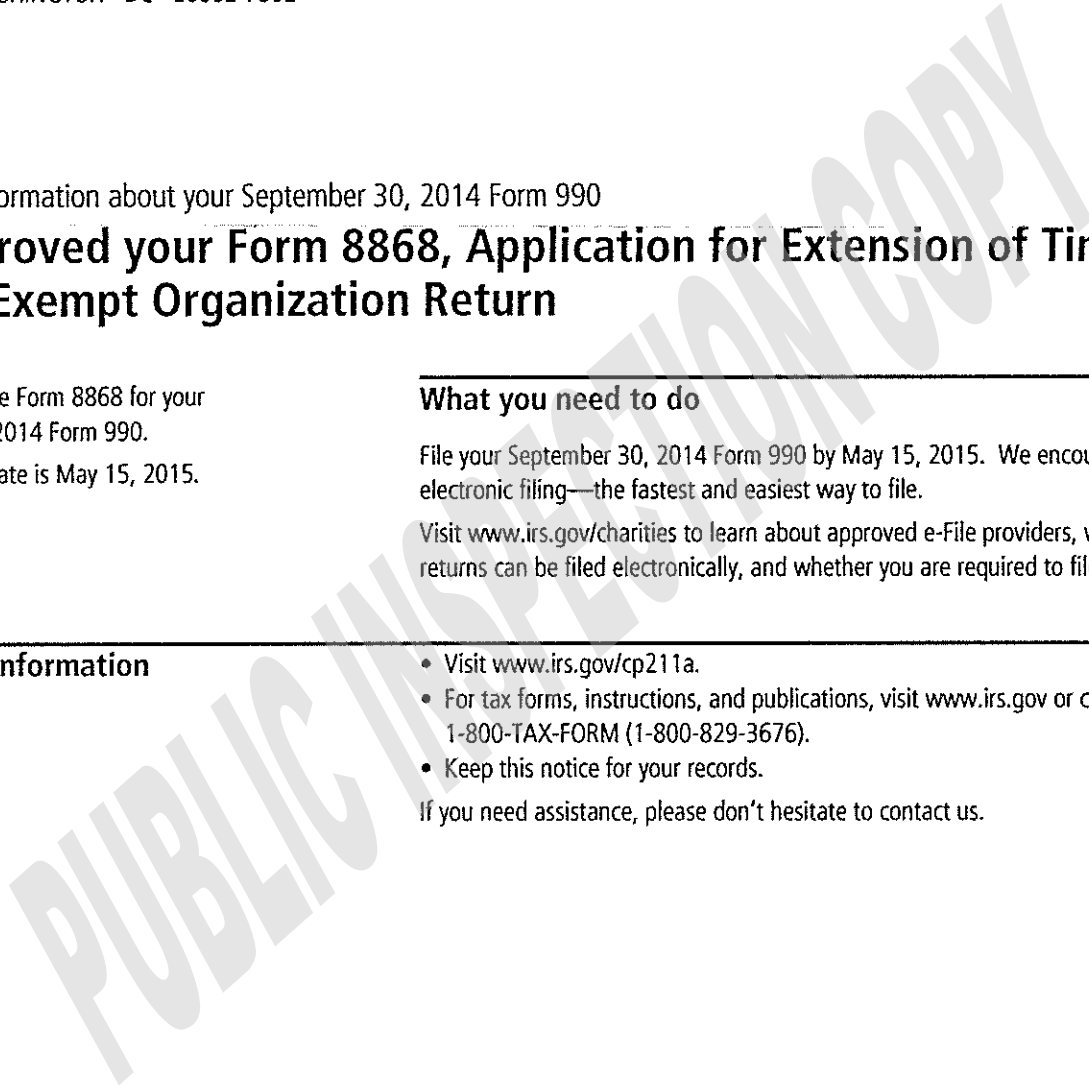 ormation about your September 30, 2014 Form 990
roved your Form 8868, Application for Extension of Tin
Exempt Organization Return
e Form 8868 for your
2014 Form 990.
ate is May 15, 2015.
What you need to do
File your September 30, 2014 Form 990 by May 15, 2015. We encou
electronic filing—the fastest and easiest way to file.
Visit www.irs.gov/charities to learn about approved e-File providers, w
returns can be filed electronically, and whether you are required to fil
nformation
• Visit www.irs.gov/cp211a.
• For tax forms, instructions, and publications, visit www.irs.gov or c
1-800-TAX-FORM (1-800-829-3676).
• Keep this notice for your records.
If you need assistance, please don't hesitate to contact us.
PUBLIC INSPECTION COPY